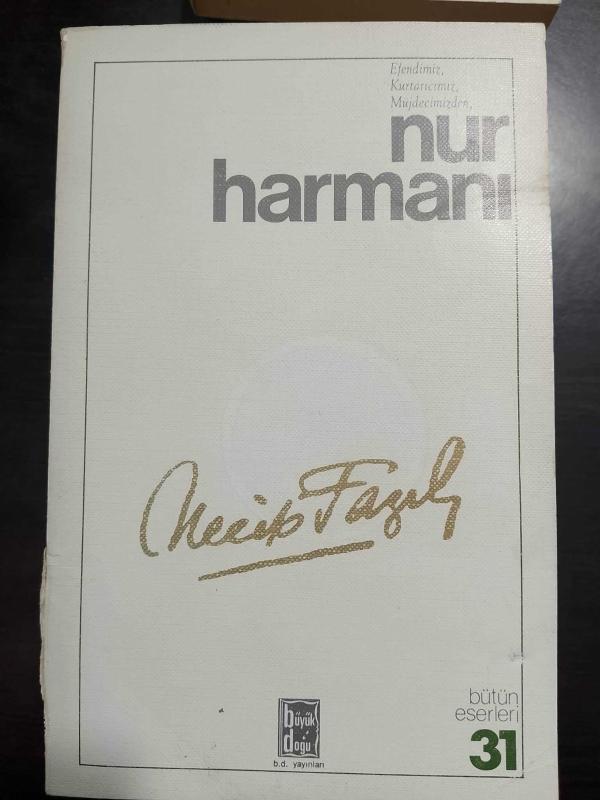 Efendimiz,
Kurtarıcımız,
Müjdecimizden,
nur
harmanı
Necip Fazıl
bütün
eserleri
31
büyük
doğu
b.d. yayınları